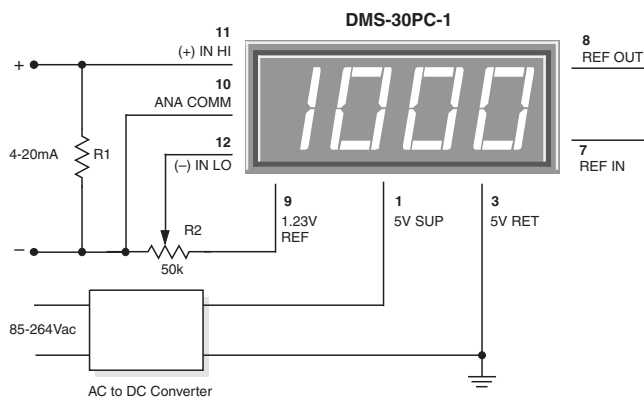 DMS-30PC-1
11
(+) IN HI
8
REF OUT
+
10
ANA COMM
1000
4-20mA
R1
12
(–) IN LO
7
REF IN
–
R2
50k
9
1.23V
REF
1
5V SUP
3
5V RET
85-264Vac
AC to DC Converter